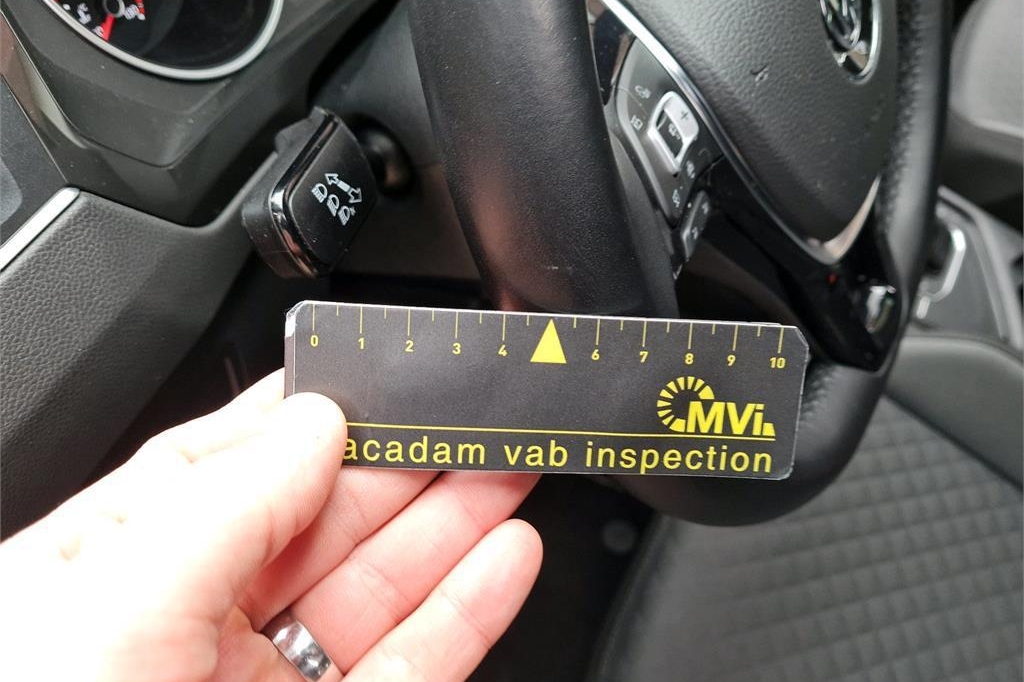 0 1 2 3 4 6 7 8 9 10
MVi
acadam vab inspection